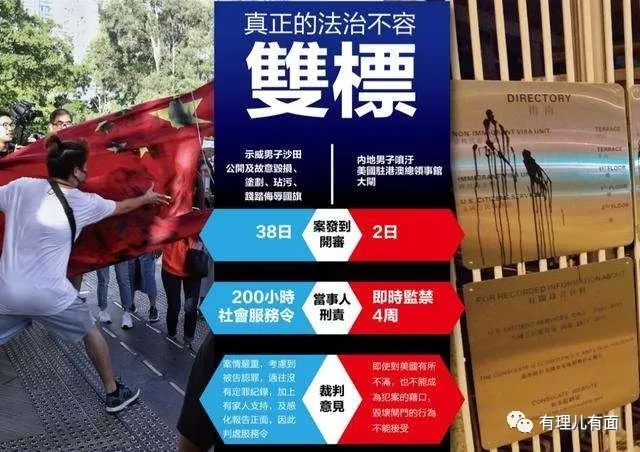 真正的法治不容
雙標
示威男子沙田
公開及故意毀損、
塗劃、玷污、
踐踏侮辱國旗
內地男子噴汙
美國駐港澳總領事館
大閘
38日
案發到
開審
2日
200小時
社會服務令
當事人
刑責
即時監禁
4周
案情嚴重，考慮到
被告認罪，過往沒
有定罪紀錄，加上
有家人支持，及感
化報告正面，因此
判處服務令
裁判
意見
即使對美國有所
不滿，也不能成
為犯案的藉口，
毀壞閘門的行為
不能接受
DIRECTORY
指南
NON-IMMIGRANT VISA UNIT
TERRACE
TERRACE
FLOOR
U.S. CITIZEN SERVICES
FLOOR
FOR RECORDED INFORMATION ABOUT
U.S. CITIZEN SERVICES
CONSULATE WEBSITE
有理儿有面